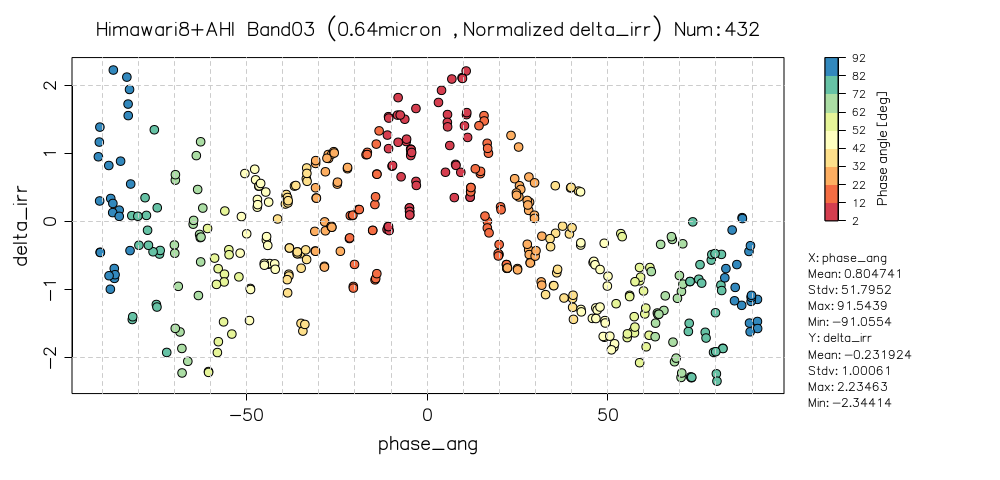 Himawari8+AHI Band03 (0.64micron ,Normalized delta_irr) Num:432
2
1
0
−1
−2
delta_irr
−50
0
50
phase_ang
92
82
72
62
52
42
32
22
12
2
Phase angle [deg]
X: phase_ang
Mean: 0.804741
Stdv: 51.7952
Max: 91.5439
Min: −91.0554
Y: delta_irr
Mean: −0.231924
Stdv: 1.00061
Max: 2.23463
Min: −2.34414